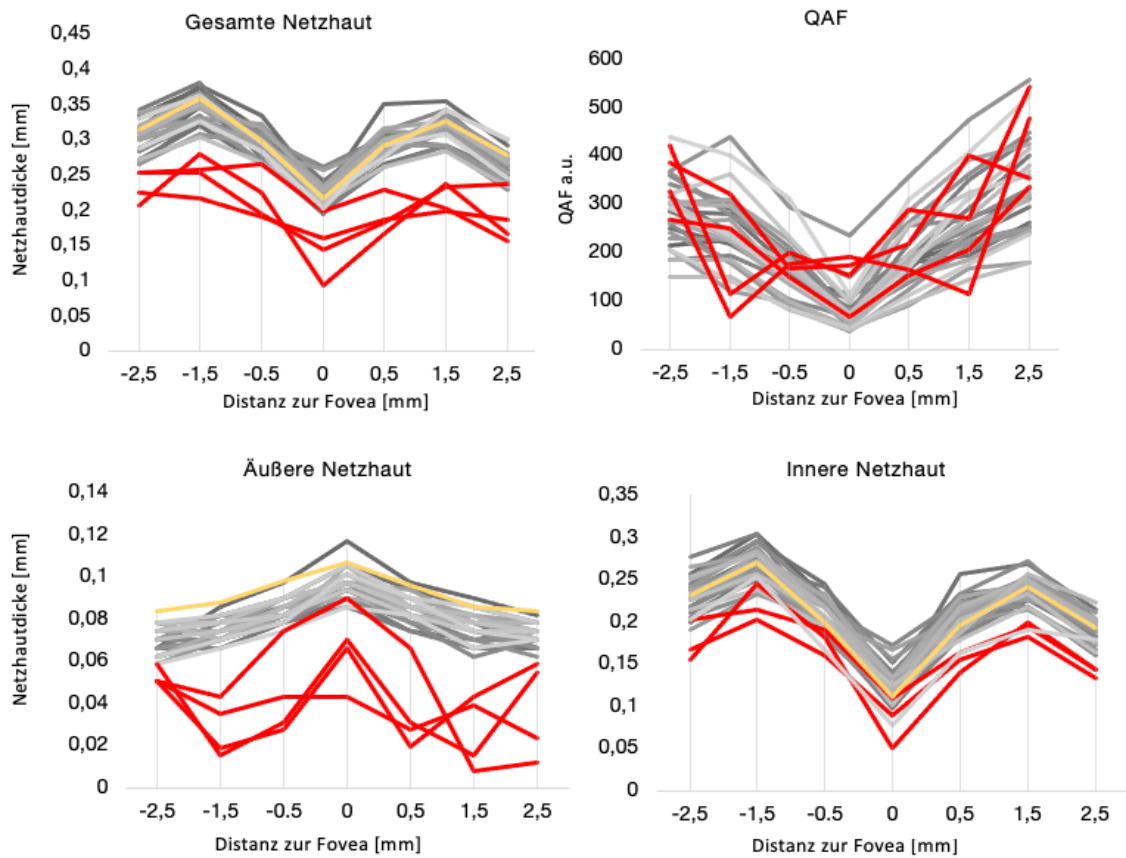 Gesamte Netzhaut
0,45
0,4
0,35
0,3
0,25
0,2
0,15
0,1
0,05
0
Netzhautdicke [mm]
-2,5 -1,5 -0.5 0 0,5 1,5 2,5
Distanz zur Fovea [mm]
QAF
600
500
400
300
200
100
0
QAF a.u.
-2,5 -1,5 -0.5 0 0,5 1,5 2,5
Distanz zur Fovea [mm]
Äußere Netzhaut
0,14
0,12
0,1
0,08
0,06
0,04
0,02
0
Netzhautdicke [mm]
-2,5 -1,5 -0.5 0 0,5 1,5 2,5
Distanz zur Fovea [mm]
Innere Netzhaut
0,35
0,3
0,25
0,2
0,15
0,1
0,05
0
-2,5 -1,5 -0.5 0 0,5 1,5 2,5
Distanz zur Fovea [mm]